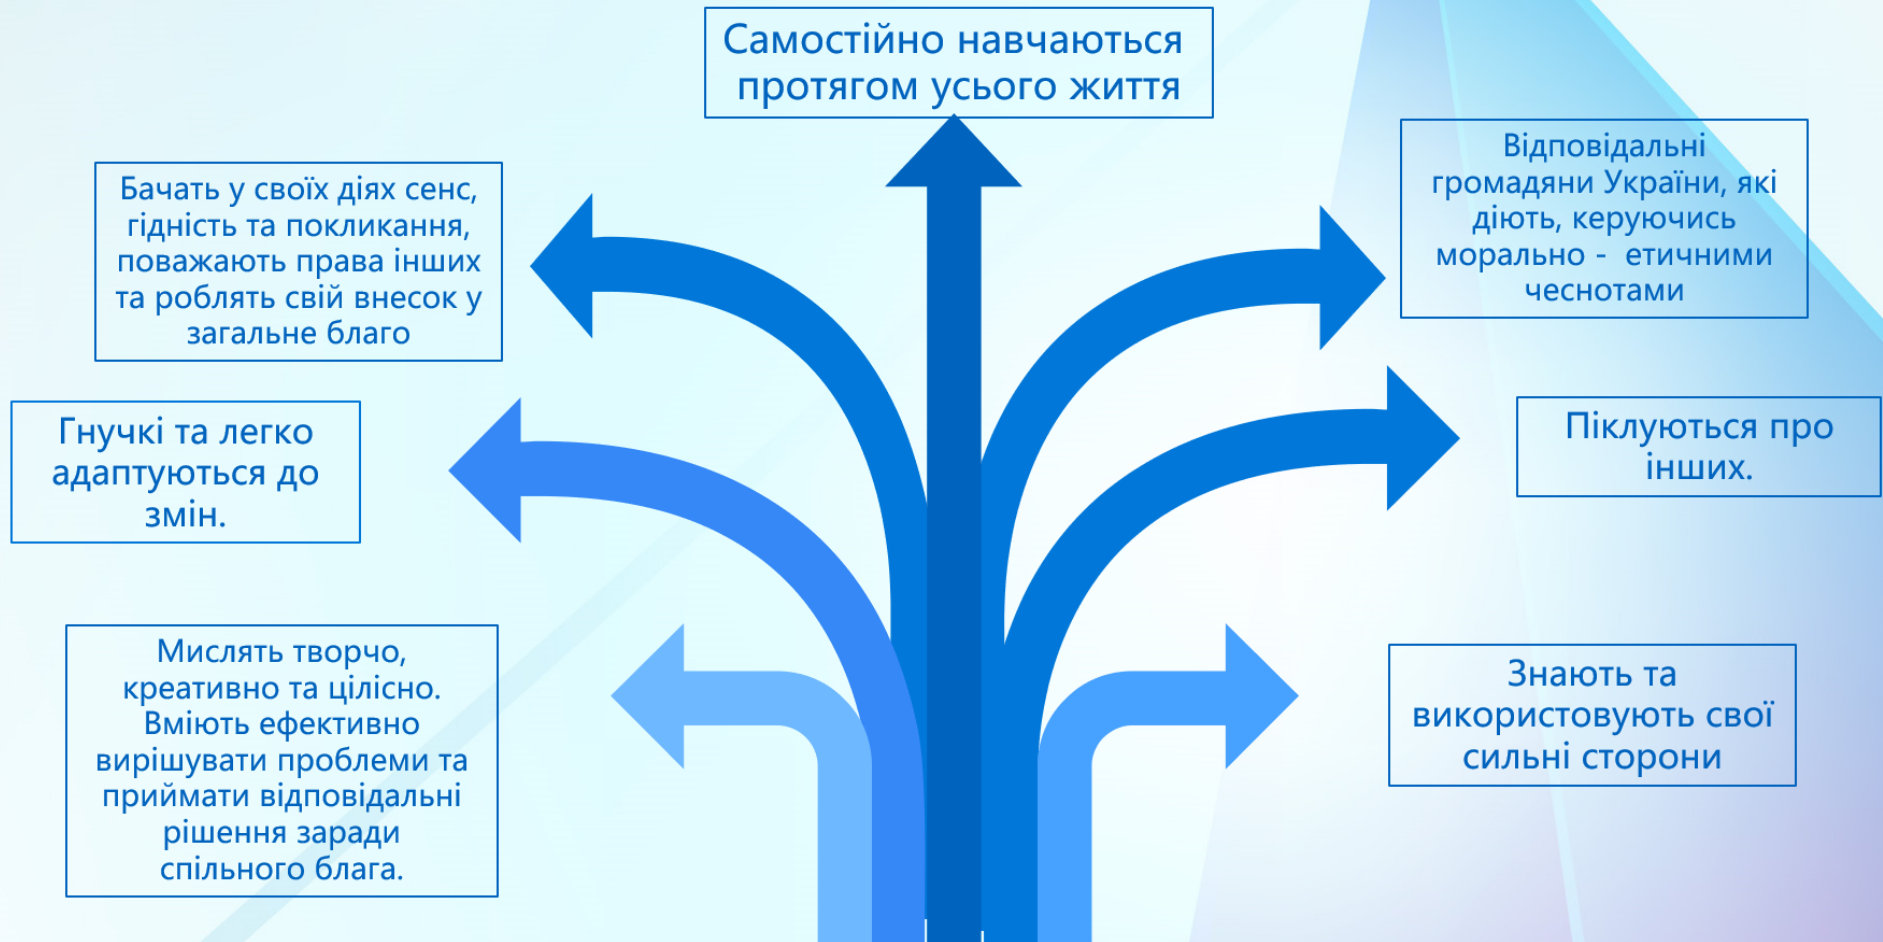 Самостійно навчаються
протягом усього життя
Бачать у своїх діях сенс,
гідність та покликання,
поважають права інших
та роблять свій внесок у
загальне благо
Відповідальні
громадяни України, які
діють, керуючись
морально - етичними
чеснотами
Гнучкі та легко
адаптуються до
змін.
Піклуються про
інших.
Мислять творчо,
креативно та цілісно.
Вміють ефективно
вирішувати проблеми та
приймати відповідальні
рішення заради
спільного блага.
Знають та
використовують свої
сильні сторони